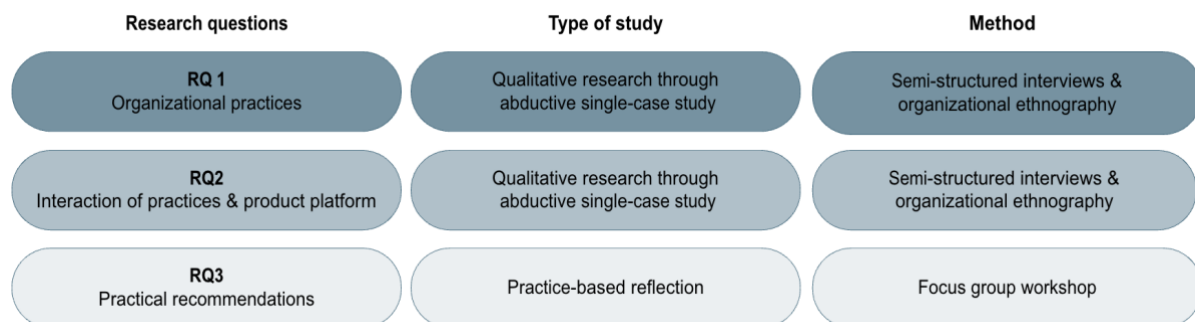 Research questions
Type of study
Method
RQ 1
Organizational practices
Qualitative research through
abductive single-case study
Semi-structured interviews &
organizational ethnography
RQ2
Interaction of practices & product platform
Qualitative research through
abductive single-case study
Semi-structured interviews &
organizational ethnography
RQ3
Practical recommendations
Practice-based reflection
Focus group workshop